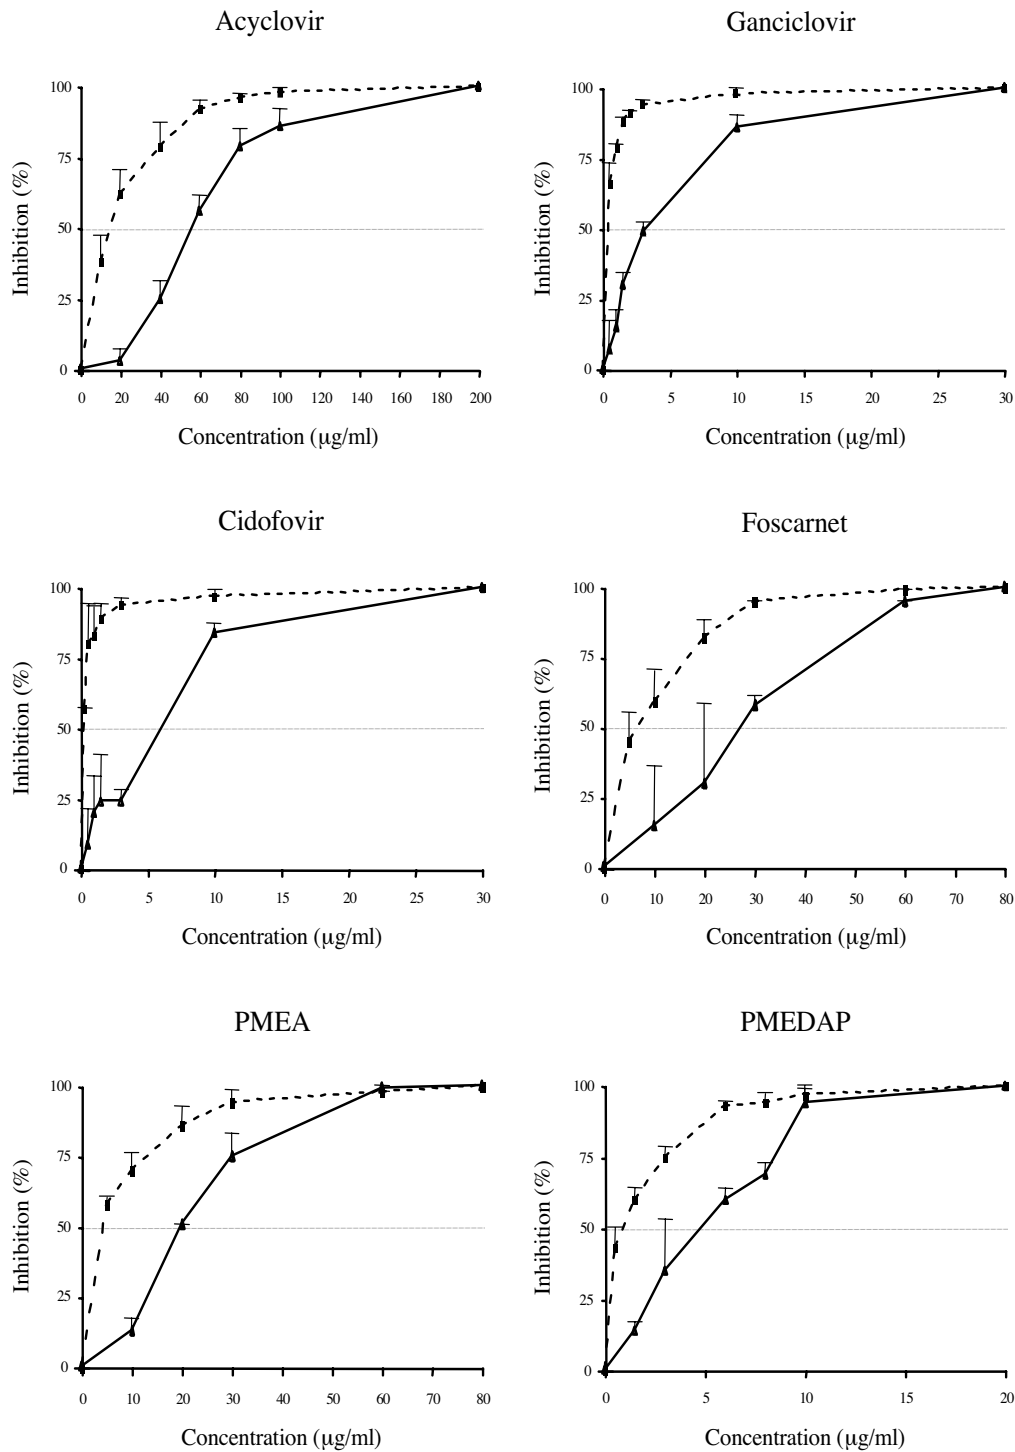 Acyclovir
Inhibition (%)
100
75
50
25
0
0 20 40 60 80 100 120 140 160 180 200
Concentration (µg/ml)
Ganciclovir
Inhibition (%)
100
75
50
25
0
0 5 10 15 20 25 30
Concentration (µg/ml)
Cidofovir
Inhibition (%)
100
75
50
25
0
0 5 10 15 20 25 30
Concentration (µg/ml)
Foscarnet
Inhibition (%)
100
75
50
25
0
0 10 20 30 40 50 60 70 80
Concentration (µg/ml)
PMEA
Inhibition (%)
100
75
50
25
0
0 10 20 30 40 50 60 70 80
Concentration (µg/ml)
PMEDAP
Inhibition (%)
100
75
50
25
0
0 5 10 15 20
Concentration (µg/ml)